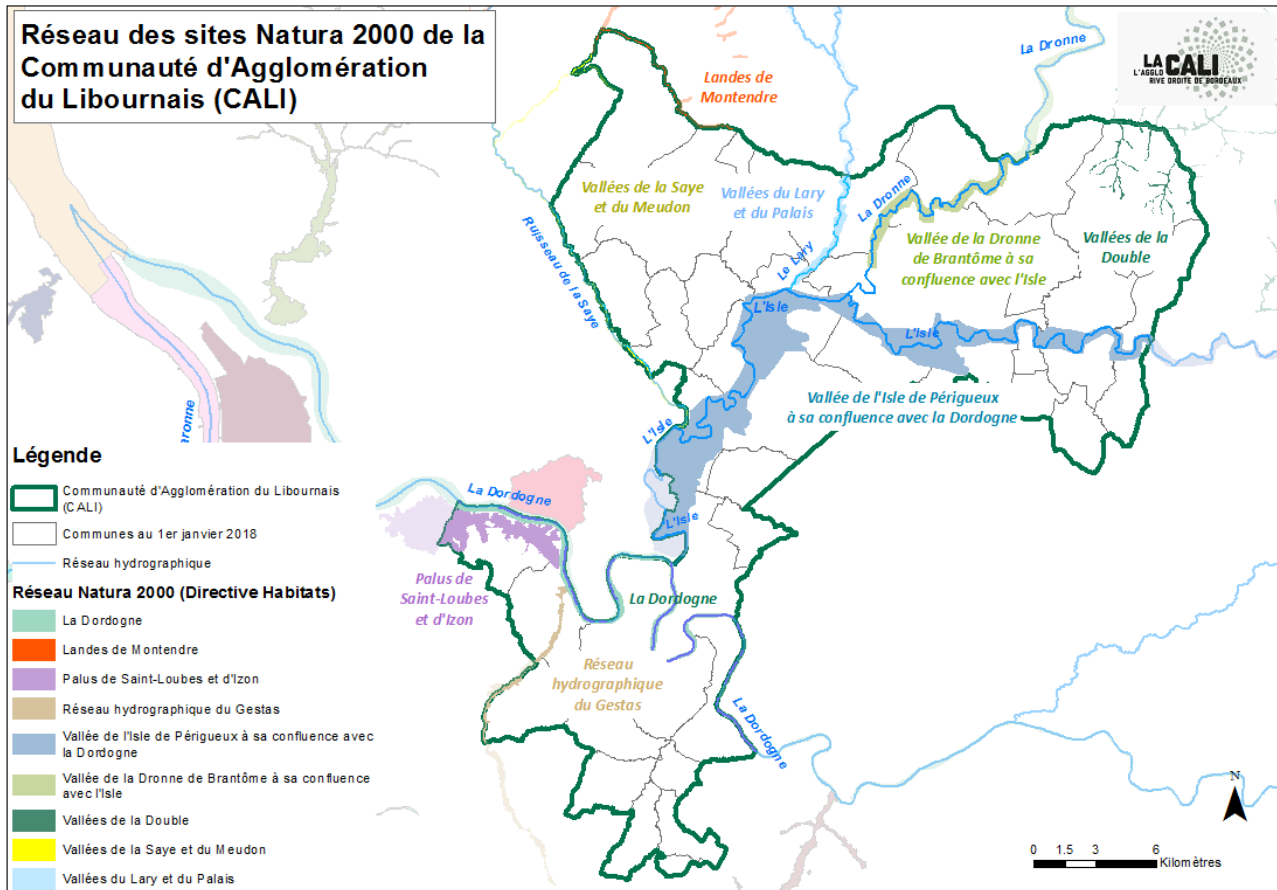 Réseau des sites Natura 2000 de la
Communauté d'Agglomération
du Libournais (CALI)
LA CALI
L'AGGLO
RIVE DROITE DE BORDEAUX
La Dronne
Landes de
Montendre
Vallées de la Saye
et du Meudon
Vallées du Lary
et du Palais
La Dronne
Vallée de la Dronne
de Brantôme à sa
confluence avec l'Isle
Vallées de la
Double
Ruisseau de la Saye
Le Lary
L'Isle
L'Isle
Vallée de l'Isle de Périgueux
à sa confluence avec la Dordogne
L'Isle
L'Isle
aronne
La Dordogne
Palus de
Saint-Loubes
et d'Izon
La Dordogne
Réseau
hydrographique
du Gestas
La Dordogne
Légende
Communauté d'Agglomération du Libournais
(CALI)
Communes au 1er janvier 2018
Réseau hydrographique
Réseau Natura 2000 (Directive Habitats)
La Dordogne
Landes de Montendre
Palus de Saint-Loubes et d'Izon
Réseau hydrographique du Gestas
Vallée de l'Isle de Périgueux à sa confluence avec
la Dordogne
Vallée de la Dronne de Brantôme à sa confluence
avec l'Isle
Vallées de la Double
Vallées de la Saye et du Meudon
Vallées du Lary et du Palais
N
0 1.5 3 6
Kilomètres